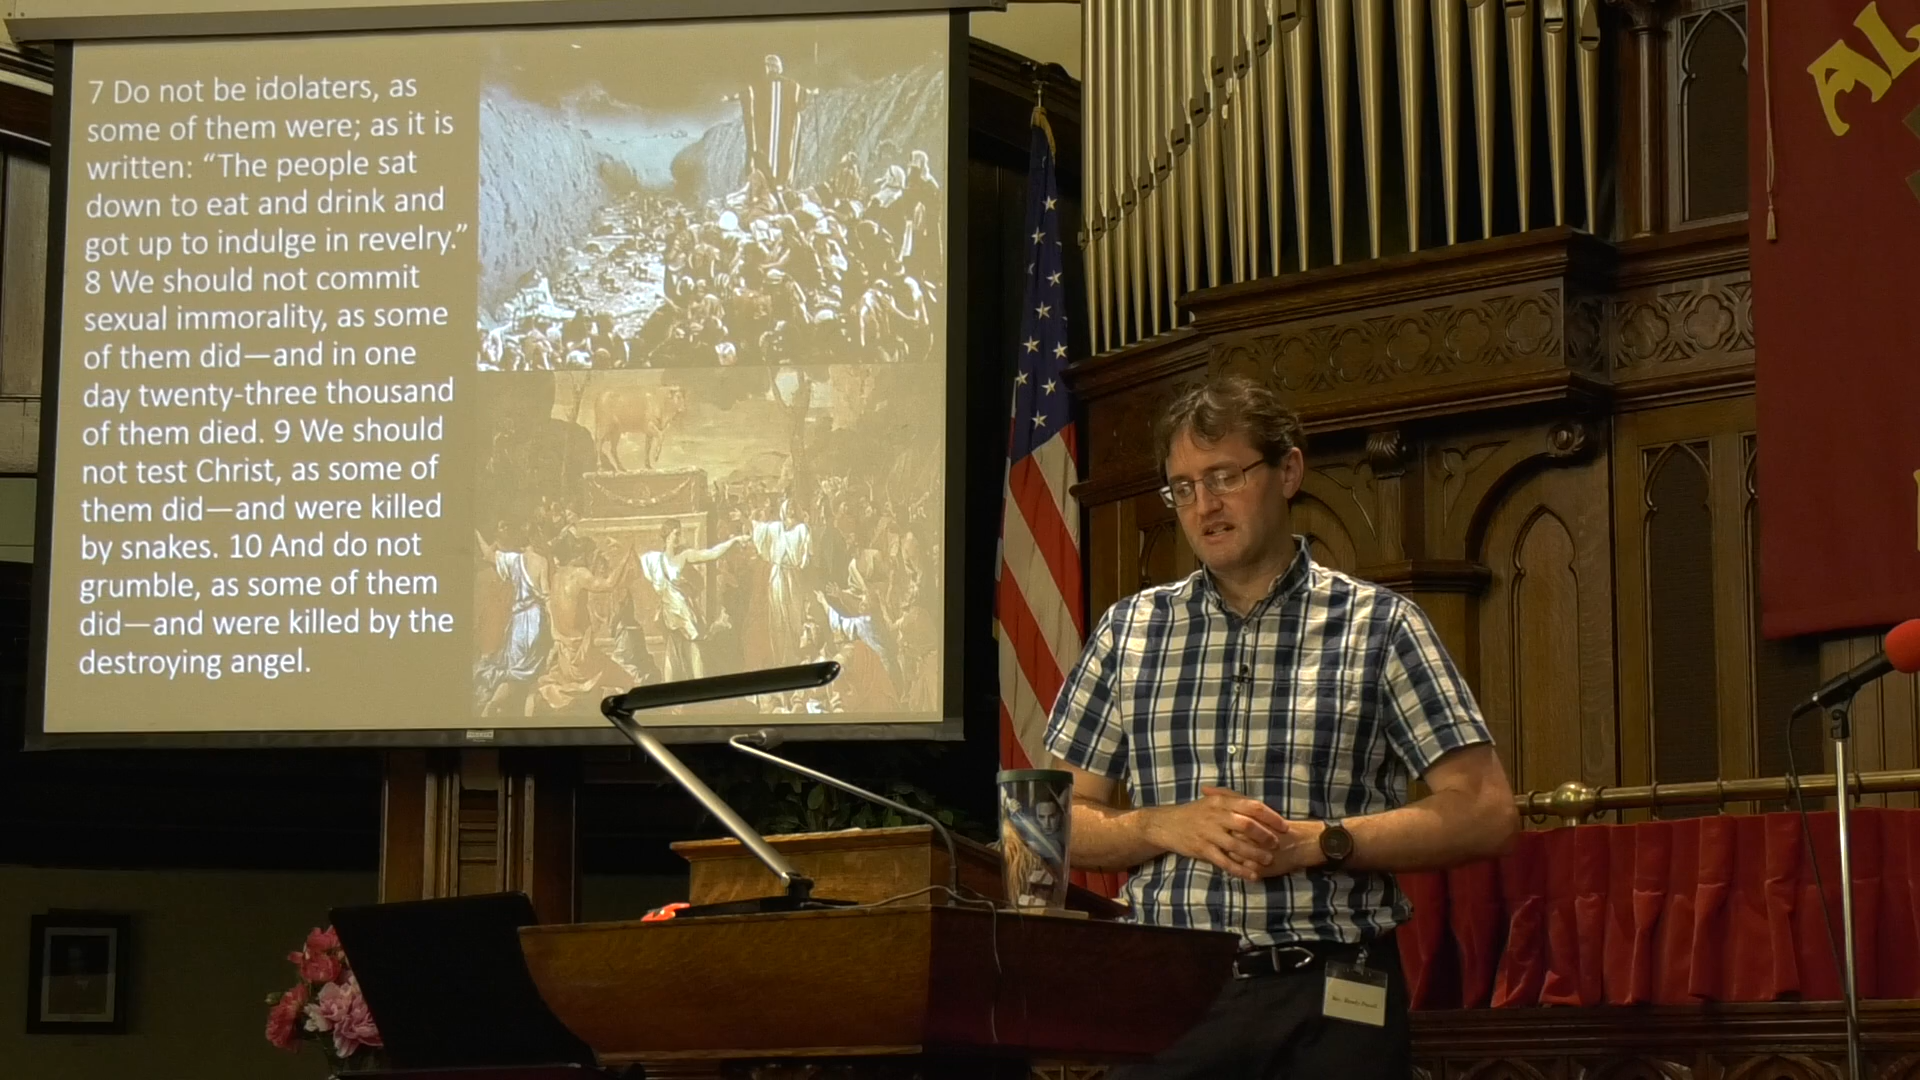 7 Do not be idolaters, as
some of them were; as it is
written: “The people sat
down to eat and drink and
got up to indulge in revelry.”
8 We should not commit
sexual immorality, as some
of them did—and in one
day twenty-three thousand
of them died. 9 We should
not test Christ, as some of
them did—and were killed
by snakes. 10 And do not
grumble, as some of them
did—and were killed by the
destroying angel.
AL
Rev.